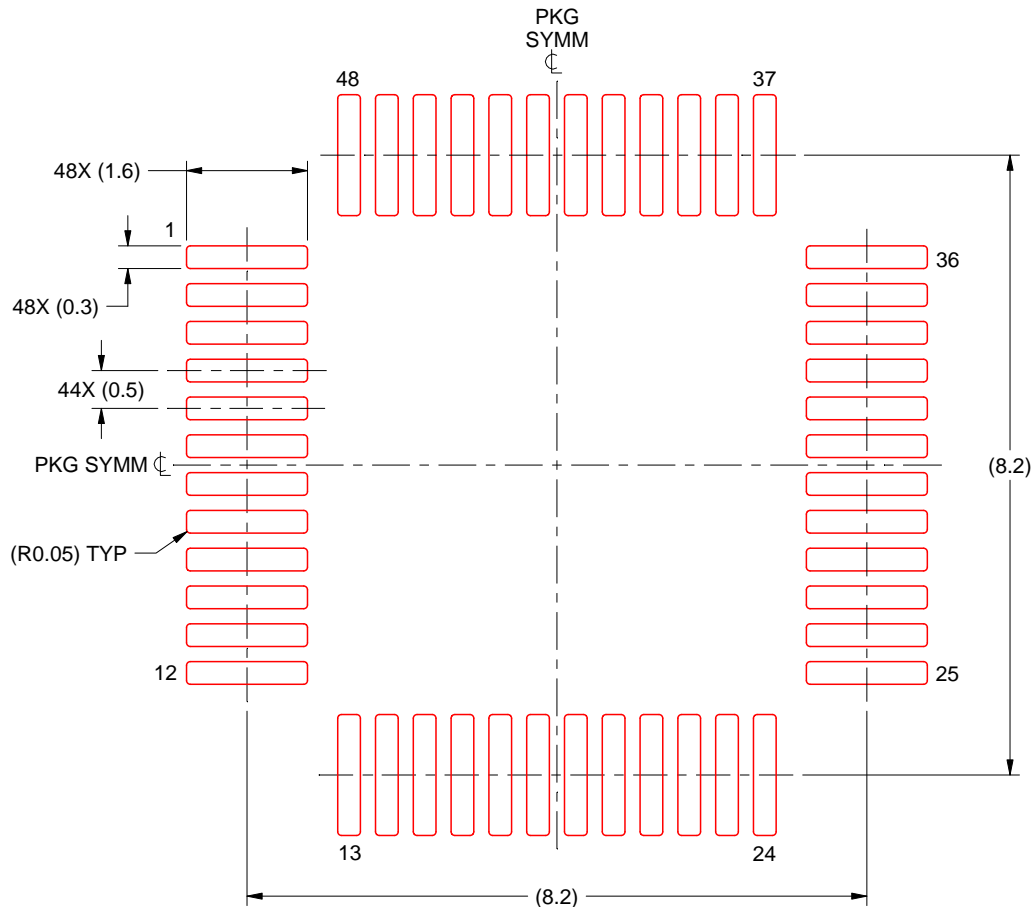 PKG
SYMM
℄
48
37
48X (1.6)
1
36
48X (0.3)
44X (0.5)
PKG SYMM ℄
(8.2)
(R0.05) TYP
12
25
13
24
(8.2)